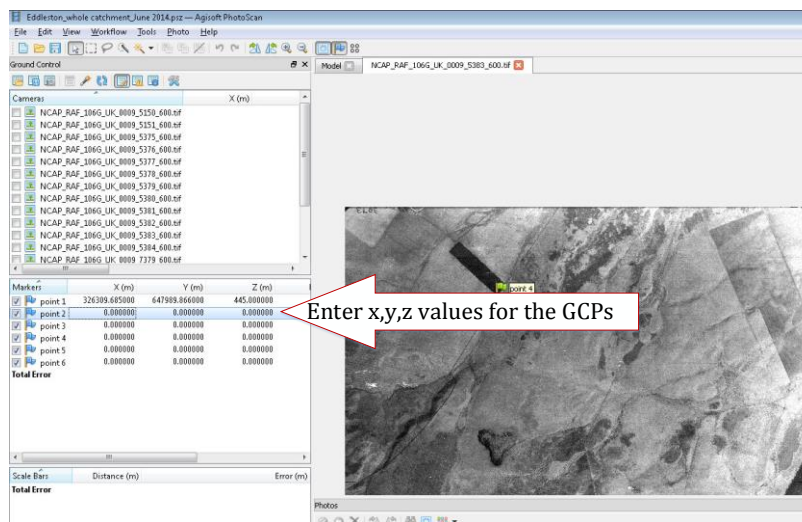 Eddleston_whole catchment_June 2014.psz — Agisoft PhotoScan
File Edit View Workflow Tools Photo Help
Ground Control
Model NCAP_RAF_106G_UK_0009_5383_600.tif
Cameras X (m)
NCAP_RAF_106G_UK_0009_5150_600.tif
NCAP_RAF_106G_UK_0009_5151_600.tif
NCAP_RAF_106G_UK_0009_5375_600.tif
NCAP_RAF_106G_UK_0009_5376_600.tif
NCAP_RAF_106G_UK_0009_5377_600.tif
NCAP_RAF_106G_UK_0009_5378_600.tif
NCAP_RAF_106G_UK_0009_5379_600.tif
NCAP_RAF_106G_UK_0009_5380_600.tif
NCAP_RAF_106G_UK_0009_5381_600.tif
NCAP_RAF_106G_UK_0009_5382_600.tif
NCAP_RAF_106G_UK_0009_5383_600.tif
NCAP_RAF_106G_UK_0009_5384_600.tif
NCAP_RAF_106G_UK_0009_7379_600.tif
Markers X (m) Y (m) Z (m)
point 1 326309.685000 647989.866000 445.000000
point 2 0.000000 0.000000 0.000000
point 3 0.000000 0.000000 0.000000
point 4 0.000000 0.000000 0.000000
point 5 0.000000 0.000000 0.000000
point 6 0.000000 0.000000 0.000000
Total Error
Enter x,y,z values for the GCPs
point 4
Scale Bars Distance (m) Error (m)
Total Error
Photos